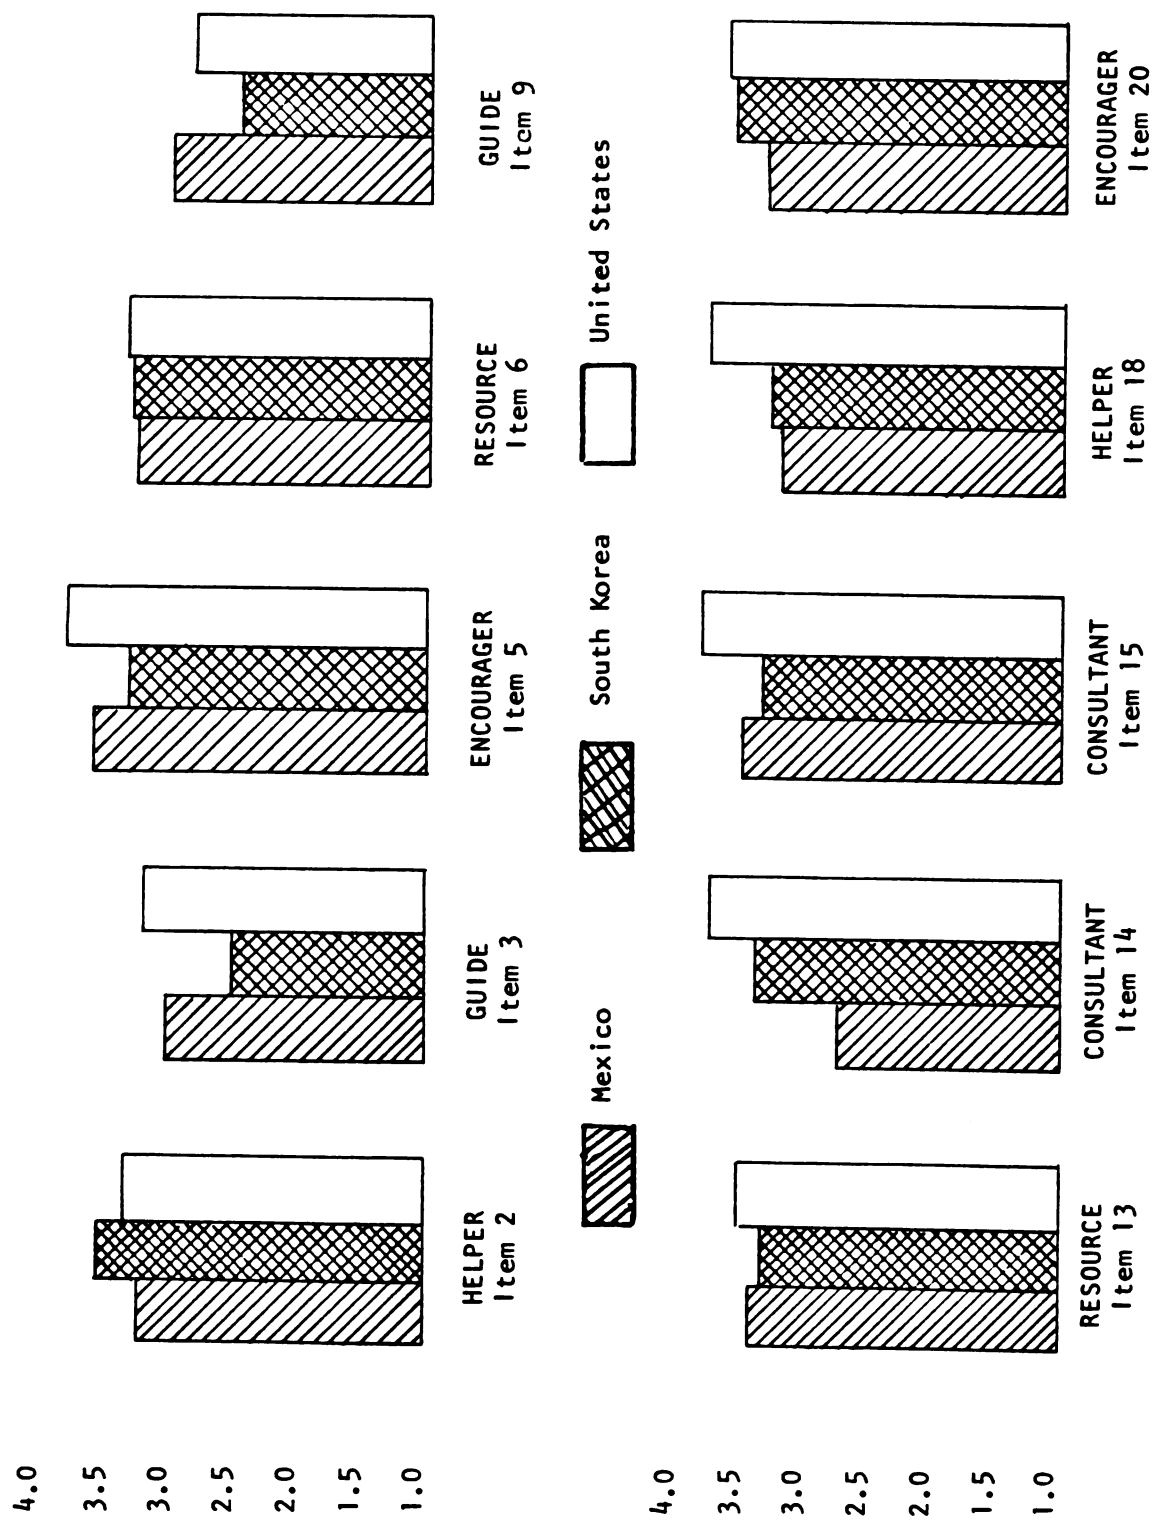 4.0
3.5
3.0
2.5
2.0
1.5
1.0
HELPER
Item 2
GUIDE
Item 3
ENCOURAGER
Item 5
RESOURCE
Item 6
GUIDE
Item 9
Mexico
South Korea
United States
4.0
3.5
3.0
2.5
2.0
1.5
1.0
RESOURCE
Item 13
CONSULTANT
Item 14
CONSULTANT
Item 15
HELPER
Item 18
ENCOURAGER
Item 20